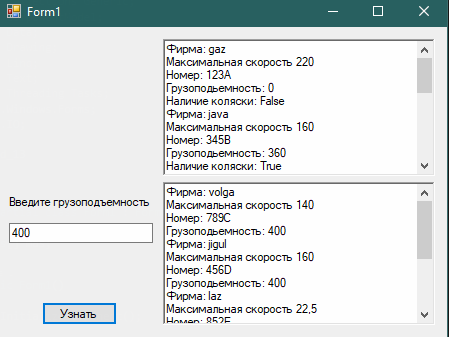 Form1
Фирма: gaz
Максимальная скорость 220
Номер: 123A
Грузоподьемность: 0
Наличие коляски: False
Фирма: java
Максимальная скорость 160
Номер: 345B
Грузоподьемность: 360
Наличие коляски: True
Введите грузоподъемность
400
Узнать
Фирма: volga
Максимальная скорость 140
Номер: 789C
Грузоподьемность: 400
Фирма: jigul
Максимальная скорость 160
Номер: 456D
Грузоподьемность: 400
Фирма: laz
Максимальная скорость 22,5
Номер: 852E